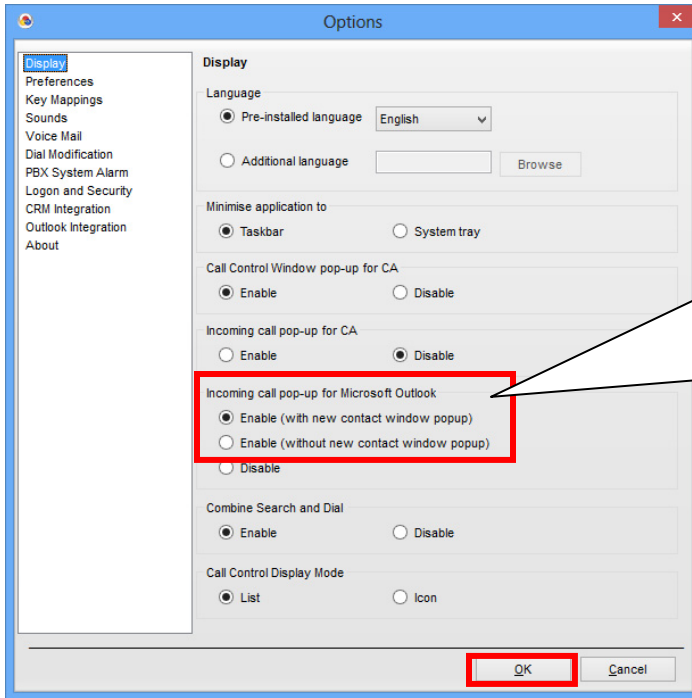 Options
Display
Preferences
Key Mappings
Sounds
Voice Mail
Dial Modification
PBX System Alarm
Logon and Security
CRM Integration
Outlook Integration
About
Display
Language
Pre-installed language English
Additional language Browse
Minimise application to
Taskbar System tray
Call Control Window pop-up for CA
Enable Disable
Incoming call pop-up for CA
Enable Disable
Incoming call pop-up for Microsoft Outlook
Enable (with new contact window popup)
Enable (without new contact window popup)
Disable
Combine Search and Dial
Enable Disable
Call Control Display Mode
List Icon
OK Cancel